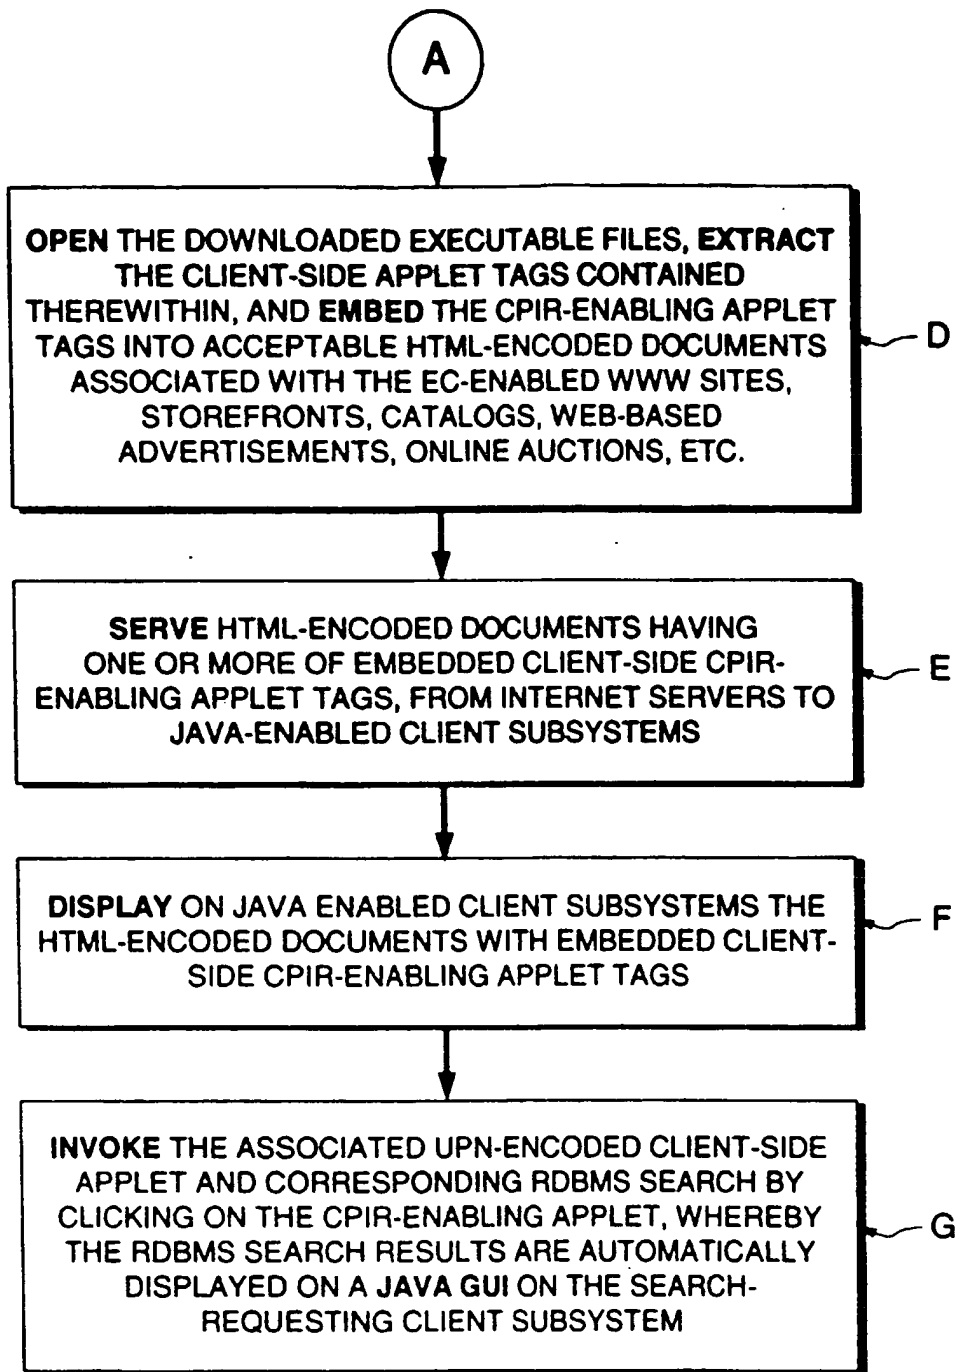 A
OPEN THE DOWNLOADED EXECUTABLE FILES, EXTRACT
THE CLIENT-SIDE APPLET TAGS CONTAINED
THEREWITHIN, AND EMBED THE CPIR-ENABLING APPLET
TAGS INTO ACCEPTABLE HTML-ENCODED DOCUMENTS
ASSOCIATED WITH THE EC-ENABLED WWW SITES,
STOREFRONTS, CATALOGS, WEB-BASED
ADVERTISEMENTS, ONLINE AUCTIONS, ETC.
D
SERVE HTML-ENCODED DOCUMENTS HAVING
ONE OR MORE OF EMBEDDED CLIENT-SIDE CPIR-
ENABLING APPLET TAGS, FROM INTERNET SERVERS TO
JAVA-ENABLED CLIENT SUBSYSTEMS
E
DISPLAY ON JAVA ENABLED CLIENT SUBSYSTEMS THE
HTML-ENCODED DOCUMENTS WITH EMBEDDED CLIENT-
SIDE CPIR-ENABLING APPLET TAGS
F
INVOKE THE ASSOCIATED UPN-ENCODED CLIENT-SIDE
APPLET AND CORRESPONDING RDBMS SEARCH BY
CLICKING ON THE CPIR-ENABLING APPLET, WHEREBY
THE RDBMS SEARCH RESULTS ARE AUTOMATICALLY
DISPLAYED ON A JAVA GUI ON THE SEARCH-
REQUESTING CLIENT SUBSYSTEM
G